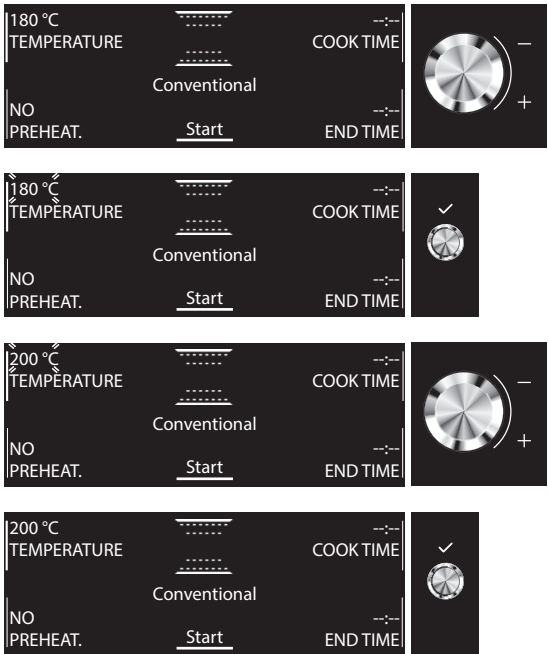 180 °C --:--
TEMPERATURE COOK TIME
Conventional
NO --:--
PREHEAT. Start END TIME
− +
180 °C --:--
TEMPERATURE COOK TIME
Conventional
NO --:--
PREHEAT. Start END TIME
200 °C --:--
TEMPERATURE COOK TIME
Conventional
NO --:--
PREHEAT. Start END TIME
− +
200 °C --:--
TEMPERATURE COOK TIME
Conventional
NO --:--
PREHEAT. Start END TIME